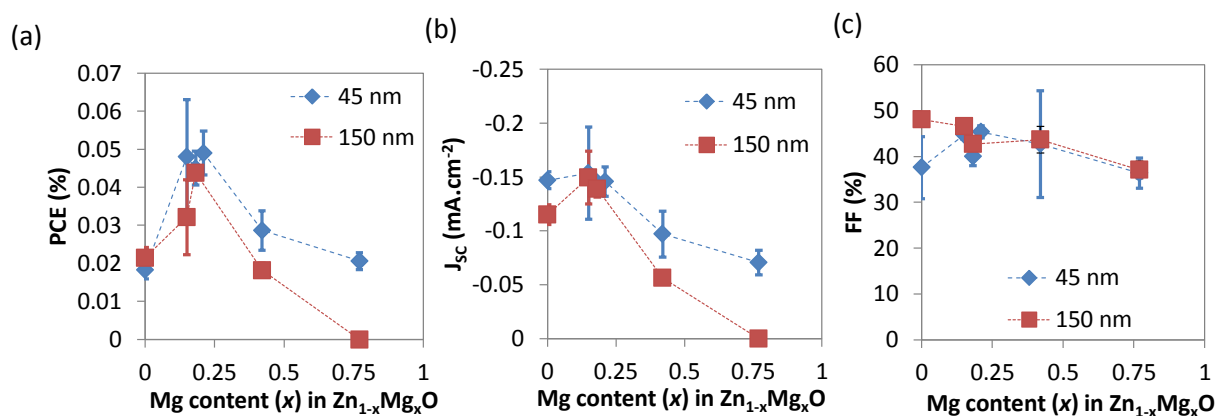 (a)
PCE (%)
0.07
0.06
0.05
0.04
0.03
0.02
0.01
0
0
0.25
0.5
0.75
1
45 nm
150 nm
Mg content (x) in Zn1-xMgxO
(b)
JSC (mA.cm-2)
-0.25
-0.2
-0.15
-0.1
-0.05
0
0
0.25
0.5
0.75
1
45 nm
150 nm
Mg content (x) in Zn1-xMgxO
(c)
FF (%)
60
50
40
30
20
10
0
0
0.25
0.5
0.75
1
45 nm
150 nm
Mg content (x) in Zn1-xMgxO